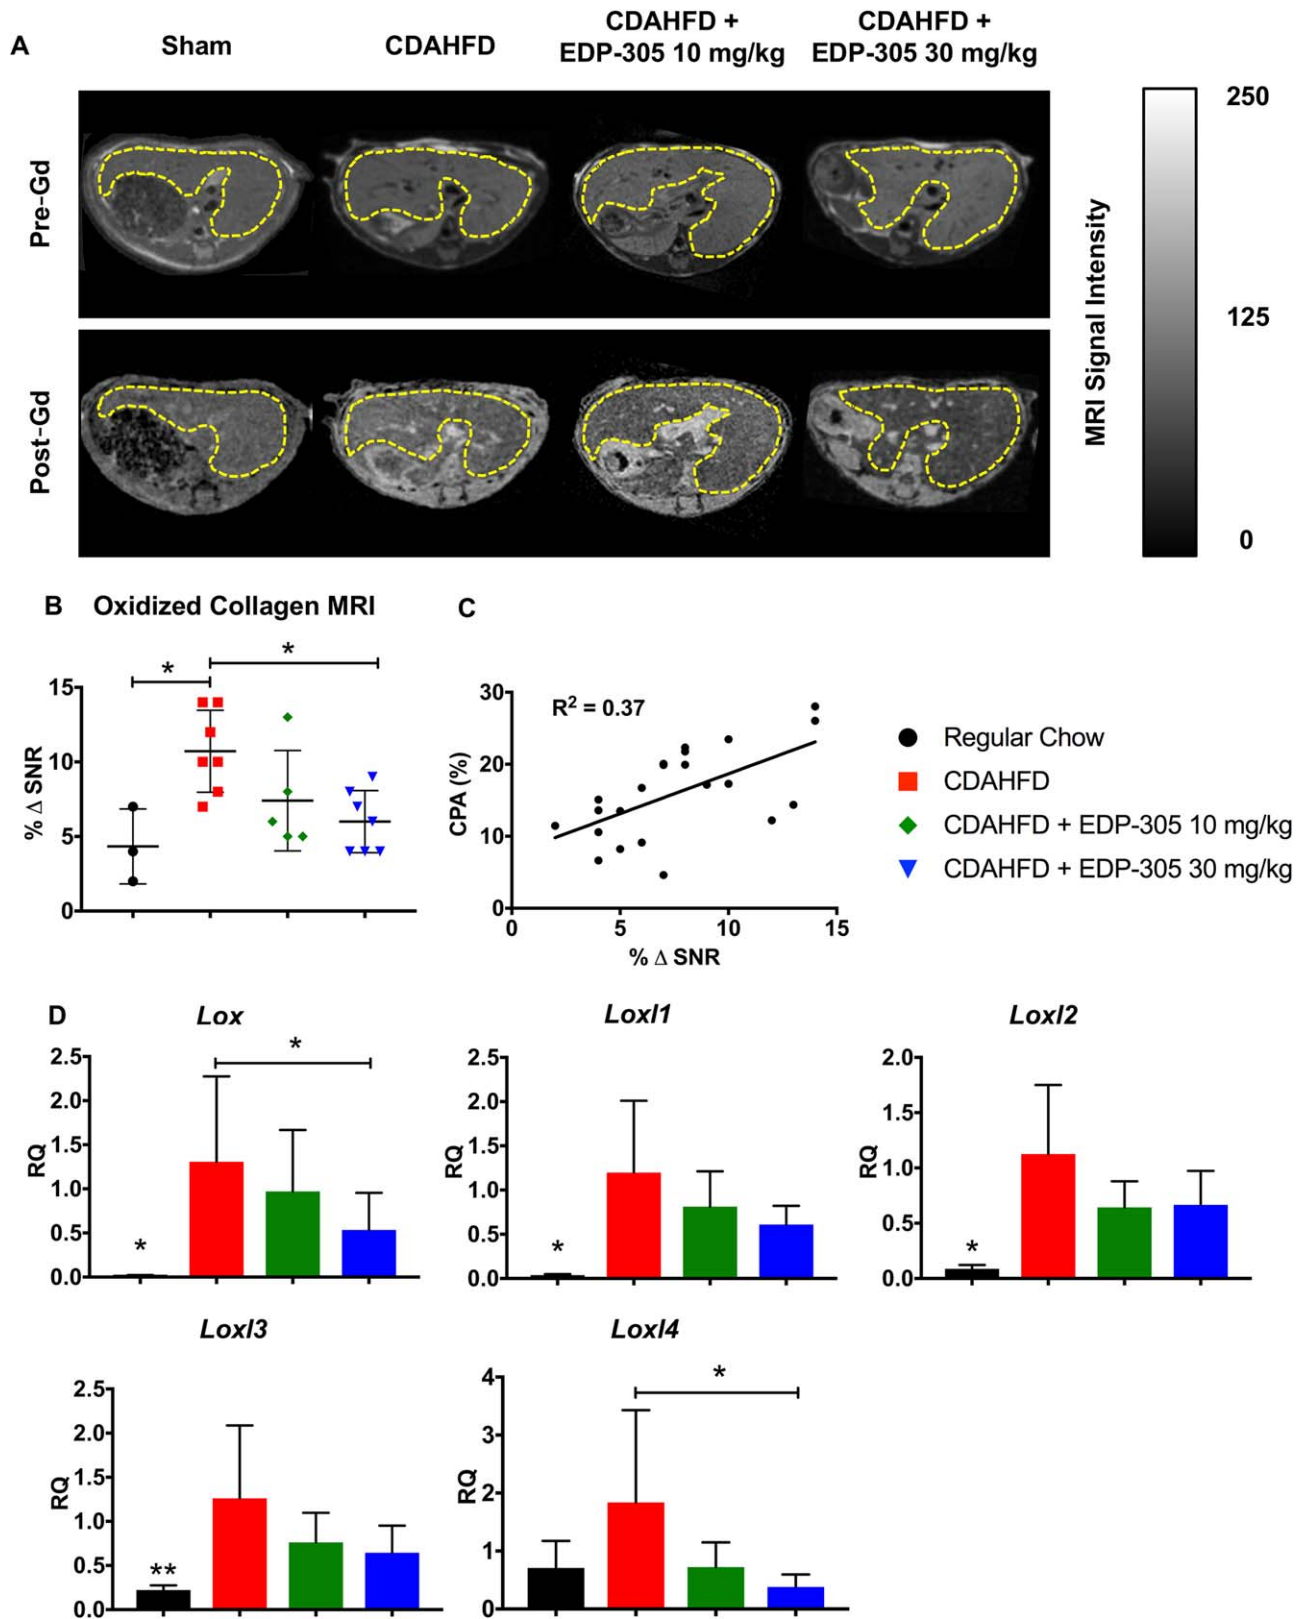 A
Sham
CDAHFD
CDAHFD +
EDP-305 10 mg/kg
CDAHFD +
EDP-305 30 mg/kg
Pre-Gd
Post-Gd
MRI Signal Intensity
250
125
0
B
Oxidized Collagen MRI
*
*
15
10
5
0
% Δ SNR
C
R² = 0.37
30
20
10
0
CPA (%)
0
5
10
15
% Δ SNR
Regular Chow
CDAHFD
CDAHFD + EDP-305 10 mg/kg
CDAHFD + EDP-305 30 mg/kg
D
Lox
*
2.5
2.0
1.5
1.0
0.5
0.0
RQ
*
Loxl1
2.5
2.0
1.5
1.0
0.5
0.0
RQ
*
Loxl2
2.0
1.5
1.0
0.5
0.0
RQ
*
Loxl3
2.5
2.0
1.5
1.0
0.5
0.0
RQ
**
Loxl4
*
4
3
2
1
0
RQ